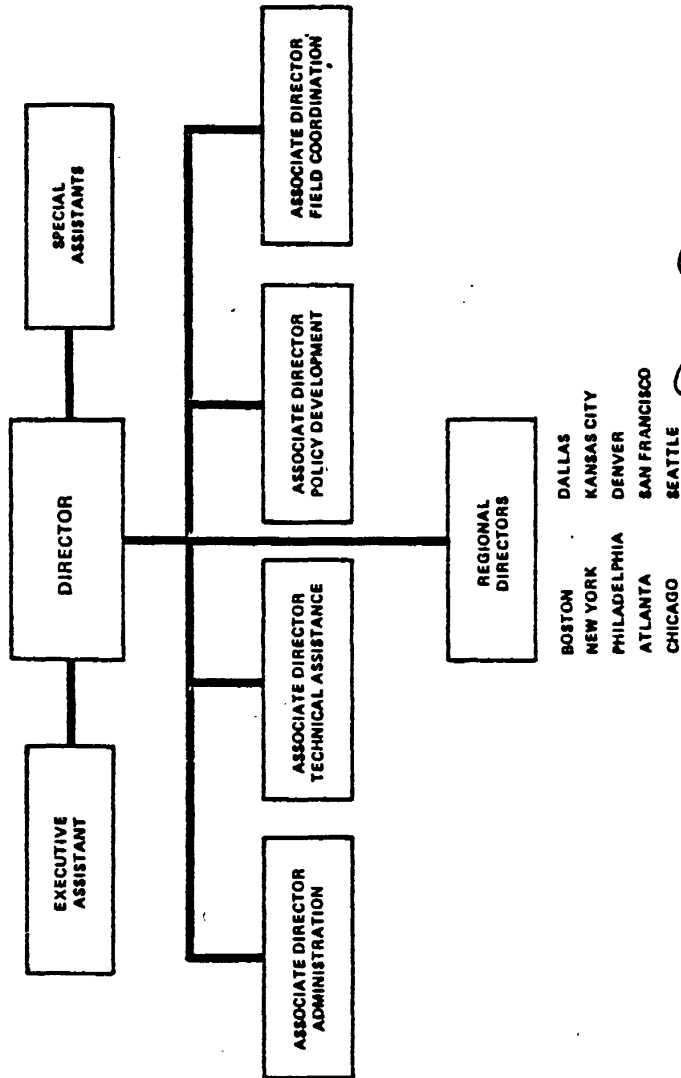 DIRECTOR
EXECUTIVE
ASSISTANT
SPECIAL
ASSISTANTS
ASSOCIATE DIRECTOR
ADMINISTRATION
ASSOCIATE DIRECTOR
TECHNICAL ASSISTANCE
ASSOCIATE DIRECTOR
POLICY DEVELOPMENT
ASSOCIATE DIRECTOR
FIELD COORDINATION
REGIONAL
DIRECTORS
BOSTON DALLAS
NEW YORK KANSAS CITY
PHILADELPHIA DENVER
ATLANTA SAN FRANCISCO
CHICAGO SEATTLE